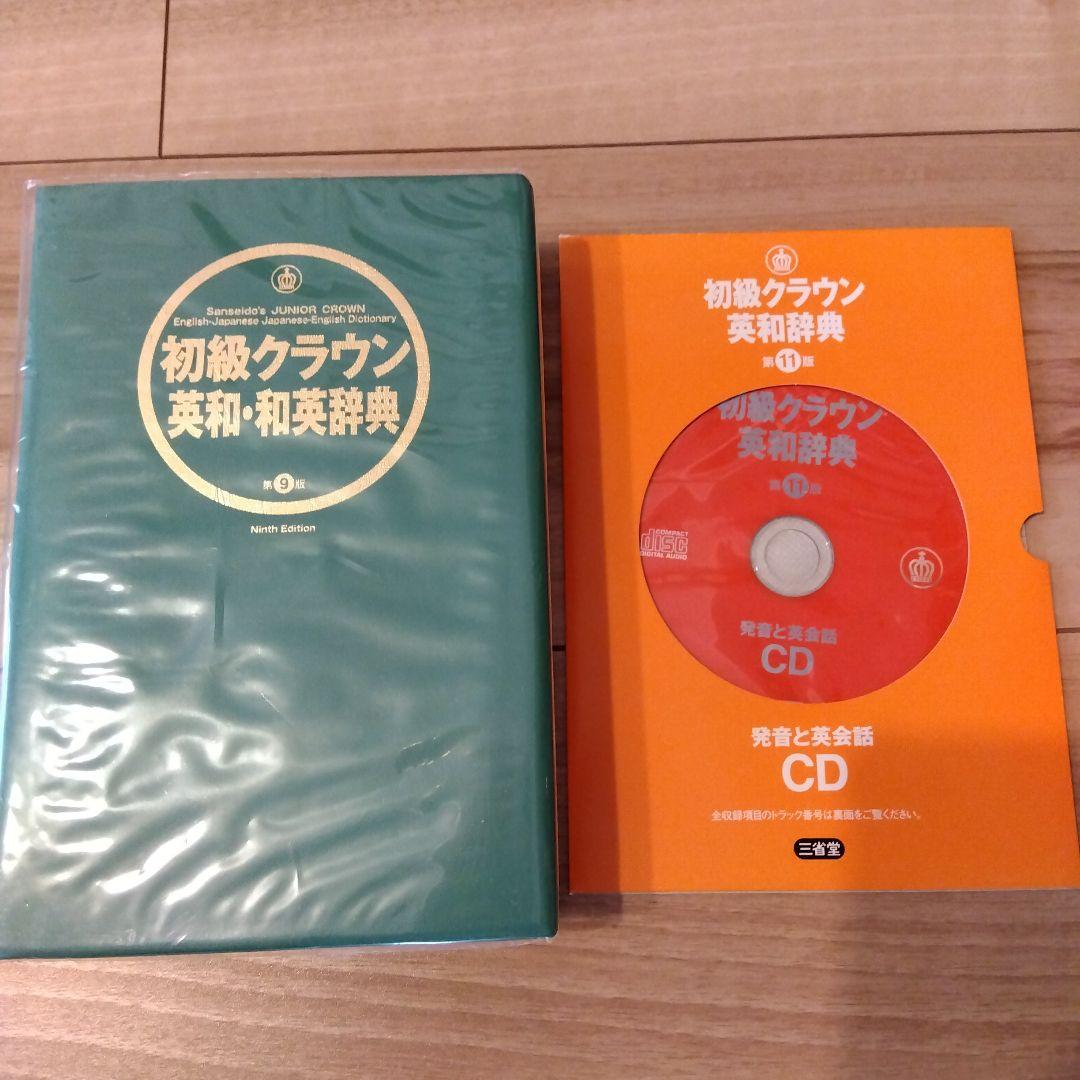 Sanseido's JUNIOR CROWN
English-Japanese Japanese-English Dictionary
初級クラウン
英和・和英辞典
第9版
Ninth Edition
初級クラウン
英和辞典
第11版
初級クラウン
英和辞典
第11版
COMPACT
disc
DIGITAL AUDIO
発音と英会話
CD
発音と英会話
CD
全収録項目のトラック番号は裏面をご覧ください。
三省堂